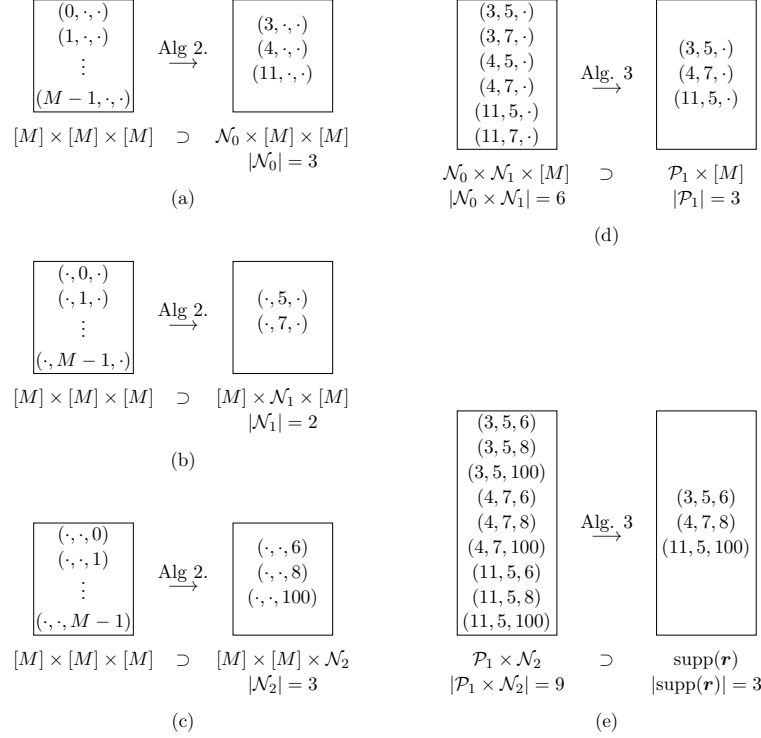 (0, ·, ·)
(1, ·, ·)
⋮
(M − 1, ·, ·)
Alg 2.
⟶
(3, ·, ·)
(4, ·, ·)
(11, ·, ·)
[M] × [M] × [M] ⊃ 𝒩₀ × [M] × [M]
|𝒩₀| = 3
(a)
(·, 0, ·)
(·, 1, ·)
⋮
(·, M − 1, ·)
Alg 2.
⟶
(·, 5, ·)
(·, 7, ·)
[M] × [M] × [M] ⊃ [M] × 𝒩₁ × [M]
|𝒩₁| = 2
(b)
(·, ·, 0)
(·, ·, 1)
⋮
(·, ·, M − 1)
Alg 2.
⟶
(·, ·, 6)
(·, ·, 8)
(·, ·, 100)
[M] × [M] × [M] ⊃ [M] × [M] × 𝒩₂
|𝒩₂| = 3
(c)
(3, 5, ·)
(3, 7, ·)
(4, 5, ·)
(4, 7, ·)
(11, 5, ·)
(11, 7, ·)
Alg. 3
⟶
(3, 5, ·)
(4, 7, ·)
(11, 5, ·)
𝒩₀ × 𝒩₁ × [M] ⊃ 𝒫₁ × [M]
|𝒩₀ × 𝒩₁| = 6 |𝒫₁| = 3
(d)
(3, 5, 6)
(3, 5, 8)
(3, 5, 100)
(4, 7, 6)
(4, 7, 8)
(4, 7, 100)
(11, 5, 6)
(11, 5, 8)
(11, 5, 100)
Alg. 3
⟶
(3, 5, 6)
(4, 7, 8)
(11, 5, 100)
𝒫₁ × 𝒩₂ ⊃ supp(𝒓)
|𝒫₁ × 𝒩₂| = 9 |supp(𝒓)| = 3
(e)